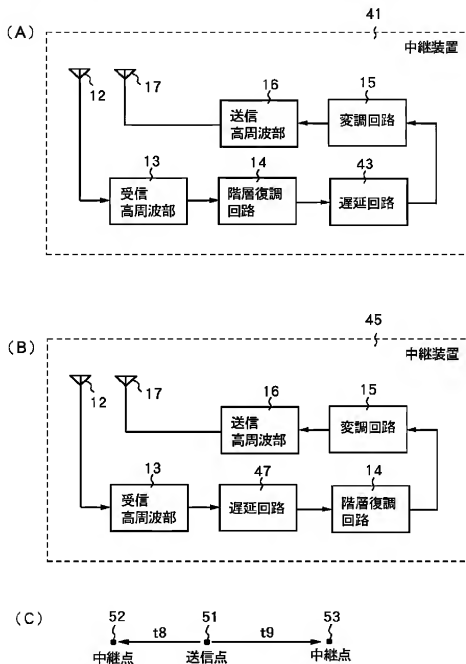 (A)
41
中継装置
12
17
16
送信
高周波部
15
変調回路
13
受信
高周波部
14
階層復調
回路
43
遅延回路
(B)
45
中継装置
12
17
16
送信
高周波部
15
変調回路
13
受信
高周波部
47
遅延回路
14
階層復調
回路
(C)
52
中継点
t8
51
送信点
t9
53
中継点